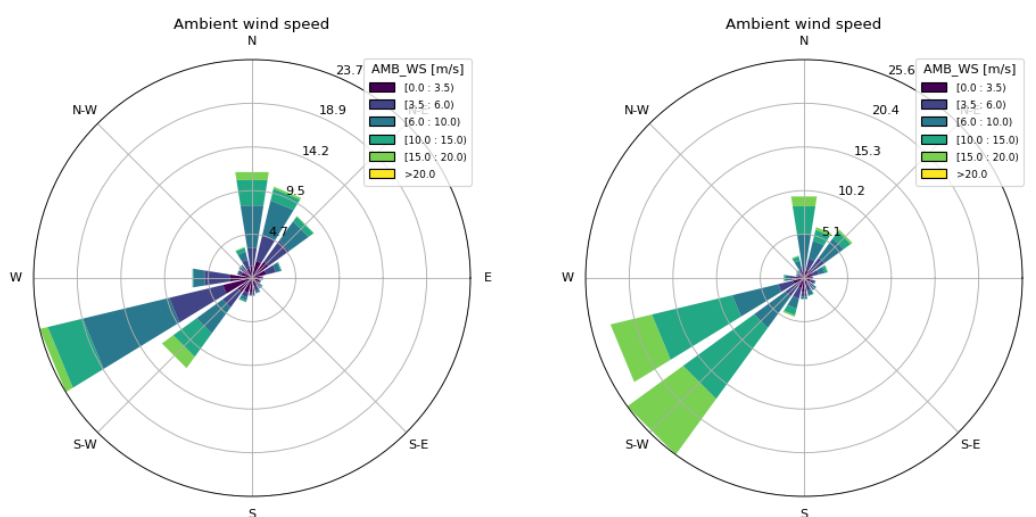 Ambient wind speed
N
23.7
AMB_WS [m/s]
[0.0 : 3.5)
[3.5 : 6.0)
[6.0 : 10.0)
[10.0 : 15.0)
[15.0 : 20.0)
>20.0
N-W
N-E
18.9
14.2
9.5
4.7
W
E
S-W
S-E
S
Ambient wind speed
N
25.6
AMB_WS [m/s]
[0.0 : 3.5)
[3.5 : 6.0)
[6.0 : 10.0)
[10.0 : 15.0)
[15.0 : 20.0)
>20.0
N-W
N-E
20.4
15.3
10.2
5.1
W
S-W
S-E
S